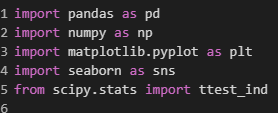 1 import pandas as pd
2 import numpy as np
3 import matplotlib.pyplot as plt
4 import seaborn as sns
5 from scipy.stats import ttest_ind
6